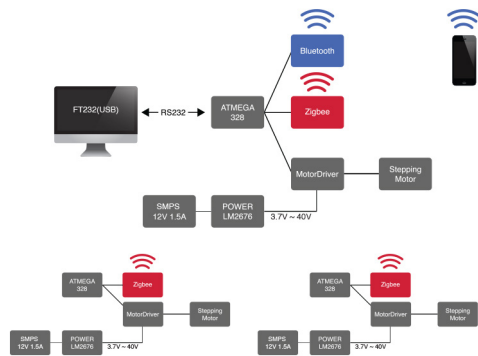 Bluetooth
FT232(USB)
RS232
ATMEGA
328
Zigbee
MotorDriver
Stepping
Motor
SMPS
12V 1.5A
POWER
LM2676
3.7V ~ 40V
ATMEGA
328
Zigbee
MotorDriver
Stepping
Motor
SMPS
12V 1.5A
POWER
LM2676
3.7V ~ 40V
ATMEGA
328
Zigbee
MotorDriver
Stepping
Motor
SMPS
12V 1.5A
POWER
LM2676
3.7V ~ 40V